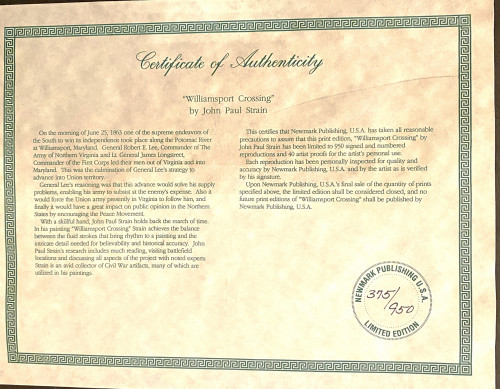 Certificate of Authenticity
"Williamsport Crossing"
by John Paul Strain
On the morning of June 25, 1863 one of the supreme endeavors of
the South to win its independence took place along the Potomac River
at Williamsport, Maryland. General Robert E. Lee, Commander of The
Army of Northern Virginia and Lt. General James Longstreet,
Commander of the First Corps led their men out of Virginia and into
Maryland. This was the culmination of General Lee's strategy to
advance into Union territory.
General Lee's reasoning was that this advance would solve his supply
problems, enabling his army to subsist at the enemy's expense. Also it
would force the Union army presently in Virginia to follow him, and
finally it would have a great impact on public opinion in the Northern
States by encouraging the Peace Movement.
With a skillful hand, John Paul Strain holds back the march of time.
In his painting "Williamsport Crossing" Strain achieves the balance
between the fluid strokes that bring rhythm to a painting and the
intricate detail needed for believability and historical accuracy. John
Paul Strain's research includes much reading, visiting battlefield
locations and discussing all aspects of the project with noted experts
Strain is an avid collector of Civil War artifacts, many of which are
utilized in his paintings.
This certifies that Newmark Publishing, U.S.A. has taken all reasonable
precautions to assure that this print edition, "Williamsport Crossing" by
John Paul Strain has been limited to 950 signed and numbered
reproductions and 40 artist proofs for the artist's personal use.
Each reproduction has been personally inspected for quality and
accuracy by Newmark Publishing, U.S.A. and by the artist as is verified
by his signature.
Upon Newmark Publishing, U.S.A.'s final sale of the quantity of prints
specified above, the limited edition shall be considered closed, and no
future print editions of "Williamsport Crossing" shall be published by
Newmark Publishing, U.S.A.
NEWMARK PUBLISHING U.S.A.
375/
950
LIMITED EDITION